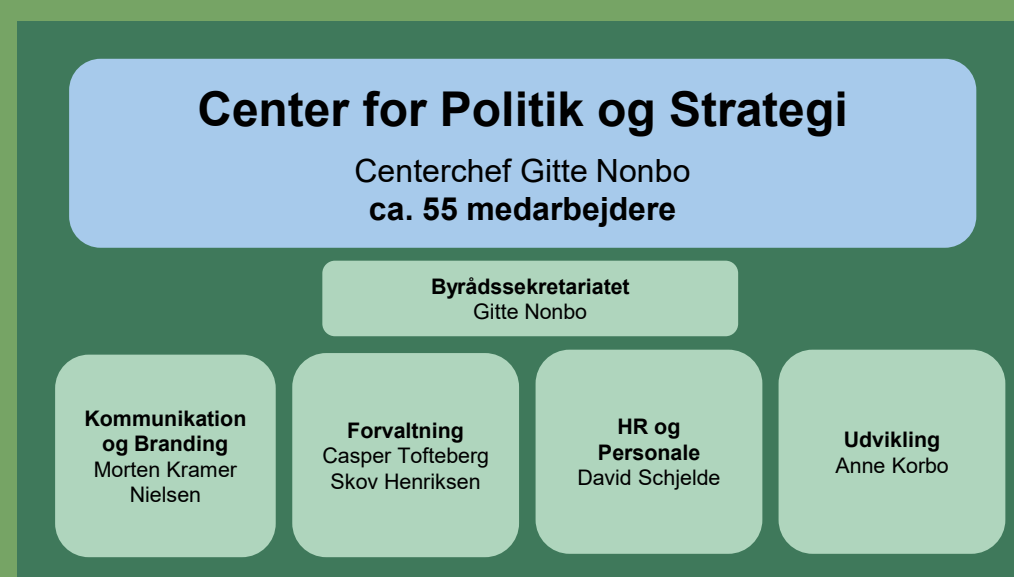 Center for Politik og Strategi
Centerchef Gitte Nonbo
ca. 55 medarbejdere
Byrådssekretariatet
Gitte Nonbo
Kommunikation
og Branding
Morten Kramer
Nielsen
Forvaltning
Casper Tofteberg
Skov Henriksen
HR og
Personale
David Schjelde
Udvikling
Anne Korbo